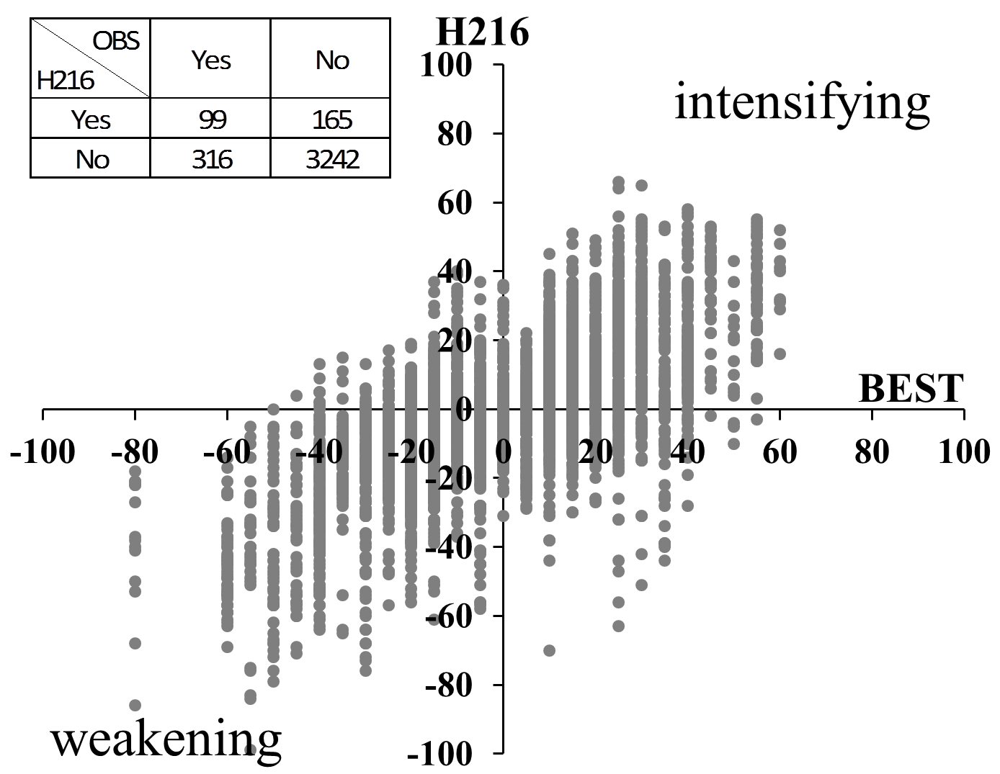 OBS Yes No
H216
Yes 99 165
No 316 3242
H216
100
80
60
40
20
0
-20
-40
-60
-80
-100
intensifying
BEST
-100 -80 -60 -40 -20 0 20 40 60 80 100
weakening